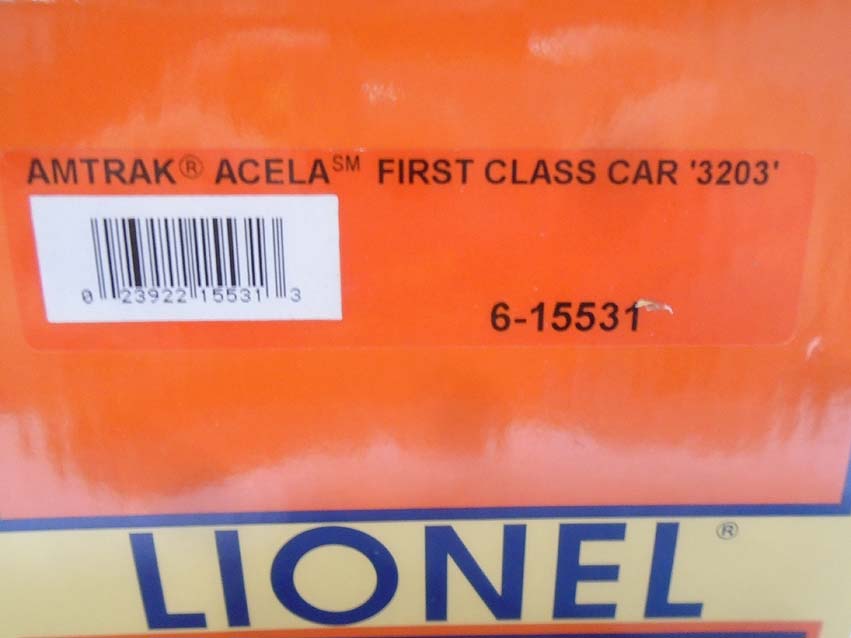 AMTRAK® ACELA℠ FIRST CLASS CAR '3203'
0 23922 15531 3
6-15531
LIONEL®